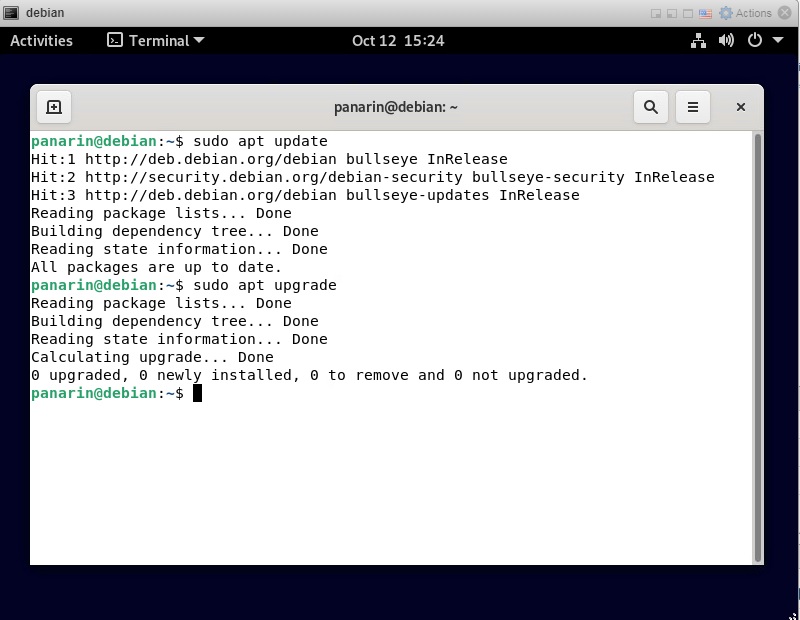 debian
Actions
Activities
Terminal
Oct 12 15:24
panarin@debian: ~
panarin@debian:~$ sudo apt update
Hit:1 http://deb.debian.org/debian bullseye InRelease
Hit:2 http://security.debian.org/debian-security bullseye-security InRelease
Hit:3 http://deb.debian.org/debian bullseye-updates InRelease
Reading package lists... Done
Building dependency tree... Done
Reading state information... Done
All packages are up to date.
panarin@debian:~$ sudo apt upgrade
Reading package lists... Done
Building dependency tree... Done
Reading state information... Done
Calculating upgrade... Done
0 upgraded, 0 newly installed, 0 to remove and 0 not upgraded.
panarin@debian:~$